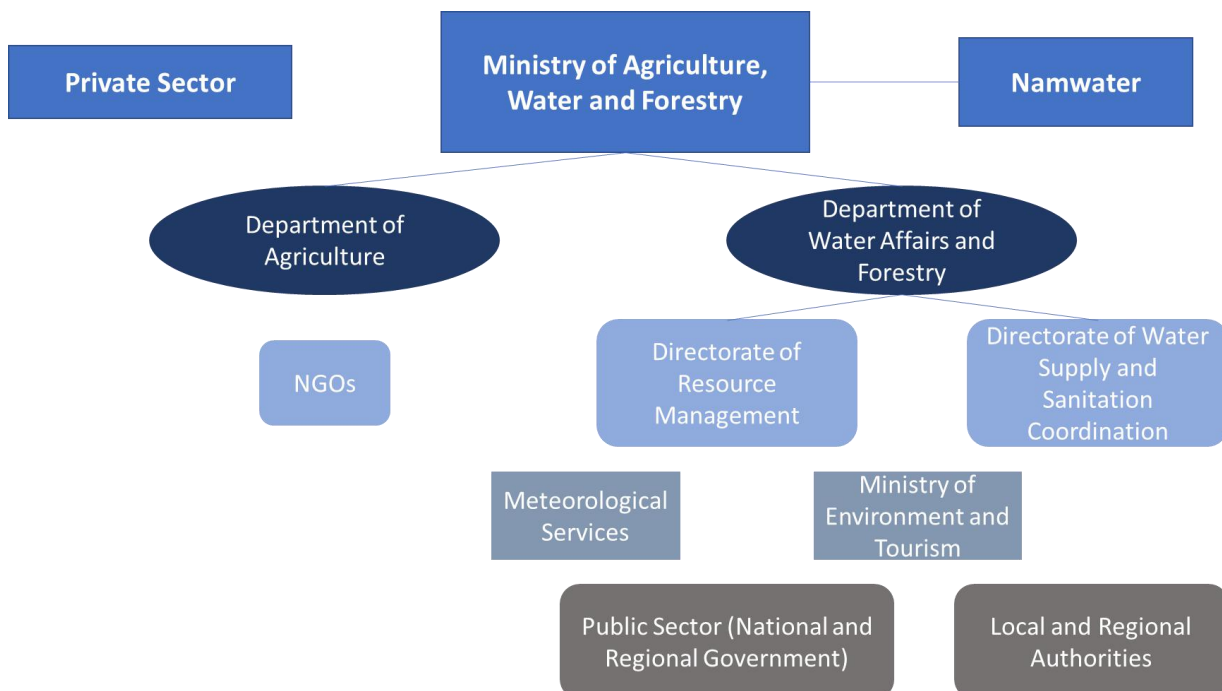 Private Sector
Ministry of Agriculture,
Water and Forestry
Namwater
Department of
Agriculture
Department of
Water Affairs and
Forestry
NGOs
Directorate of
Resource
Management
Directorate of Water
Supply and
Sanitation
Coordination
Meteorological
Services
Ministry of
Environment and
Tourism
Public Sector (National and
Regional Government)
Local and Regional
Authorities